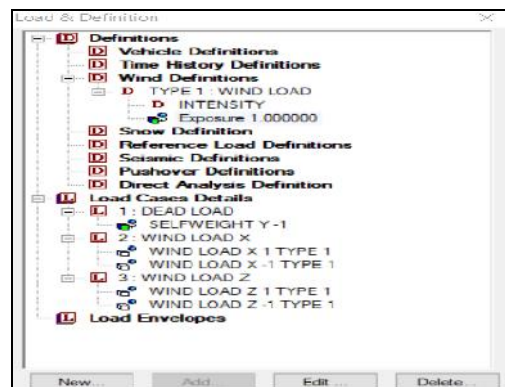 Load & Definition
Definitions
Vehicle Definitions
Time History Definitions
Wind Definitions
TYPE 1 : WIND LOAD
INTENSITY
Exposure 1.000000
Snow Definition
Reference Load Definitions
Seismic Definitions
Pushover Definitions
Direct Analysis Definition
Load Cases Details
1 : DEAD LOAD
SELFWEIGHT Y -1
2 : WIND LOAD X
WIND LOAD X 1 TYPE 1
WIND LOAD X -1 TYPE 1
3 : WIND LOAD Z
WIND LOAD Z 1 TYPE 1
WIND LOAD Z -1 TYPE 1
Load Envelopes
New... Add... Edit ... Delete...